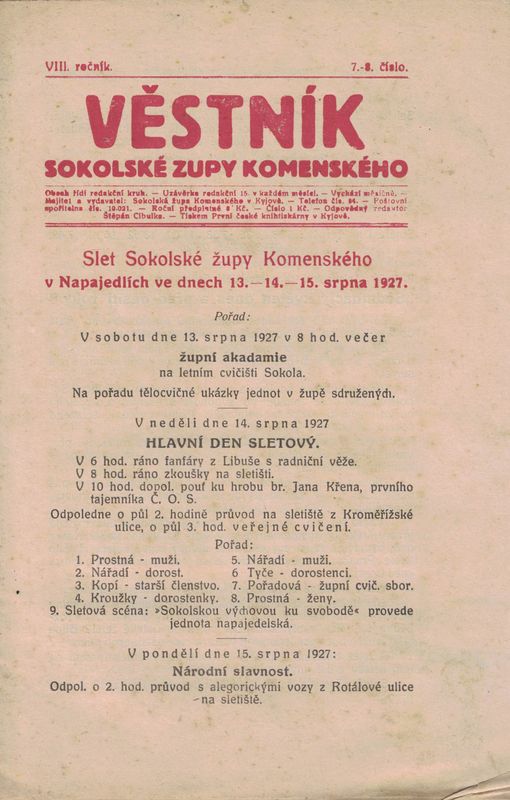 VIII. ročník.
7.-8. číslo.
VĚSTNÍK
SOKOLSKÉ ZUPY KOMENSKÉHO
Obsah řídí redakční kruh. — Uzávěrka redakční 15. v každém měsíci. — Vychází měsíčně. —
Majitel a vydavatel: Sokolská župa Komenského v Kyjově. — Telefon čís. 84. — Poštovní
spořitelna čís. 19.021. — Roční předplatné 8 Kč. — Číslo 1 Kč. — Odpovědný redaktor
Štěpán Cibulka. — Tiskem První české knihtiskárny v Kyjově.
Slet Sokolské župy Komenského
v Napajedlích ve dnech 13.—14.—15. srpna 1927.
Pořad:
V sobotu dne 13. srpna 1927 v 8 hod. večer
župní akadamie
na letním cvičišti Sokola.
Na pořadu tělocvičné ukázky jednot v župě sdružených.
V neděli dne 14. srpna 1927
HLAVNÍ DEN SLETOVÝ.
V 6 hod. ráno fanfáry z Libuše s radniční věže.
V 8 hod. ráno zkoušky na sletišti.
V 10 hod. dopol. pouť ku hrobu br. Jana Křena, prvního
tajemníka Č. O. S.
Odpoledne o půl 2. hodině průvod na sletiště z Kroměřížské
ulice, o půl 3. hod. veřejné cvičení.
Pořad:
1. Prostná - muži.
2. Nářadí - dorost.
3. Kopí - starší členstvo.
4. Kroužky - dorostenky.
5. Nářadí - muži.
6 Tyče - dorostenci.
7. Pořadová - župní cvič. sbor.
8. Prostná - ženy.
9. Sletová scéna: »Sokolskou výchovou ku svobodě« provede
jednota napajedelská.
V pondělí dne 15. srpna 1927:
Národní slavnost.
Odpol. o 2. hod. průvod s alegorickými vozy z Rotálové ulice
na sletiště.